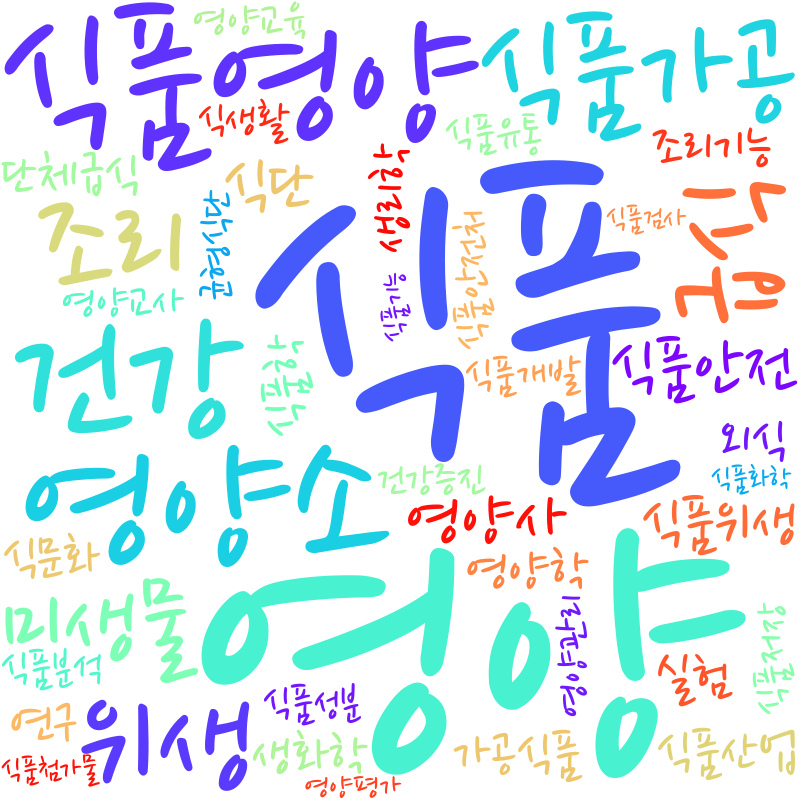 영양교육
식품영양
식품가공
식생활
식품유통
조리기능
단체급식
식단
생리학
식품
식품검사
조리
균형식단
식품안전청
식품
영양교사
식품기능
건강
식품학
식품개발
식품안전
외식
영양소
건강증진
식품화학
영양사
식품위생
식문화
영양학
영양
미생물
영양관리
식품저장
식품분석
실험
연구
위생
식품성분
생화학
가공식품
식품산업
식품첨가물
영양평가